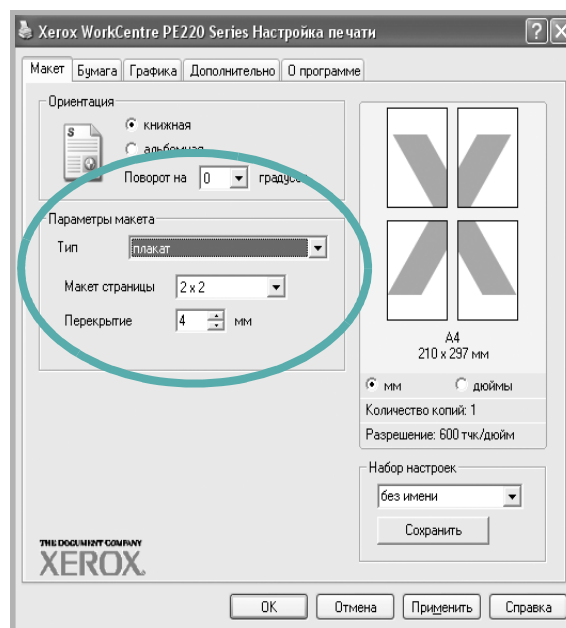 Xerox WorkCentre PE220 Series Настройка печати
Макет Бумага Графика Дополнительно О программе
Ориентация
S
книжная
альбомная
Поворот на 0 градусов
Параметры макета
Тип плакат
Макет страницы 2 x 2
Перекрытие 4 мм
A4
210 x 297 мм
мм дюймы
Количество копий: 1
Разрешение: 600 тчк/дюйм
Набор настроек
без имени
Сохранить
THE DOCUMENT COMPANY
XEROX.
OK Отмена Применить Справка